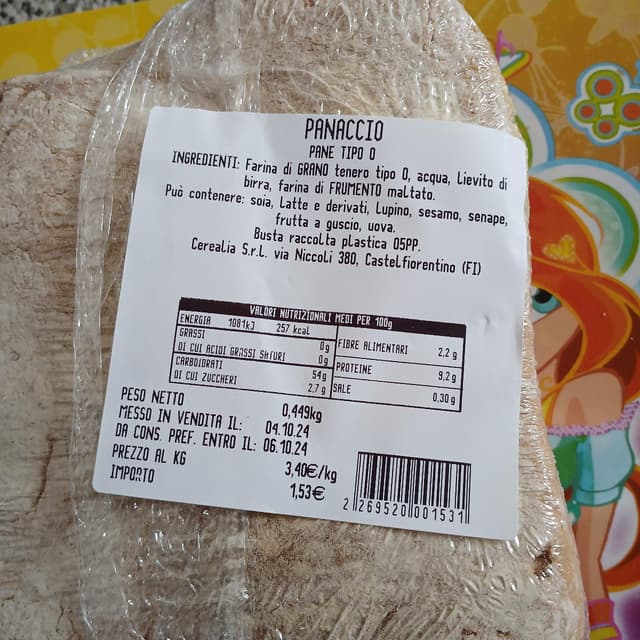 PANACCIO
PANE TIPO 0
INGREDIENTI: Farina di GRANO tenero tipo 0, acqua, Lievito di
birra, farina di FRUMENTO maltato.
Può contenere: soia, Latte e derivati, Lupino, sesamo, senape,
frutta a guscio, uova.
Busta raccolta plastica 05PP.
Cerealia S.r.L. via Niccoli 380, Castelfiorentino (FI)
VALORI NUTRIZIONALI MEDI PER 100g
ENERGIA 1081kJ 257 kcal
GRASSI 0g
DI CUI ACIDI GRASSI SATURI 0g
CARBOIDRATI 54g
DI CUI ZUCCHERI 2,7 g
FIBRE ALIMENTARI 2,2 g
PROTEINE 9,2 g
SALE 0,30 g
PESO NETTO 0,449kg
MESSO IN VENDITA IL: 04.10.24
DA CONS. PREF. ENTRO IL: 06.10.24
PREZZO AL KG 3,40€/kg
IMPORTO 1,53€
2 269520 001531